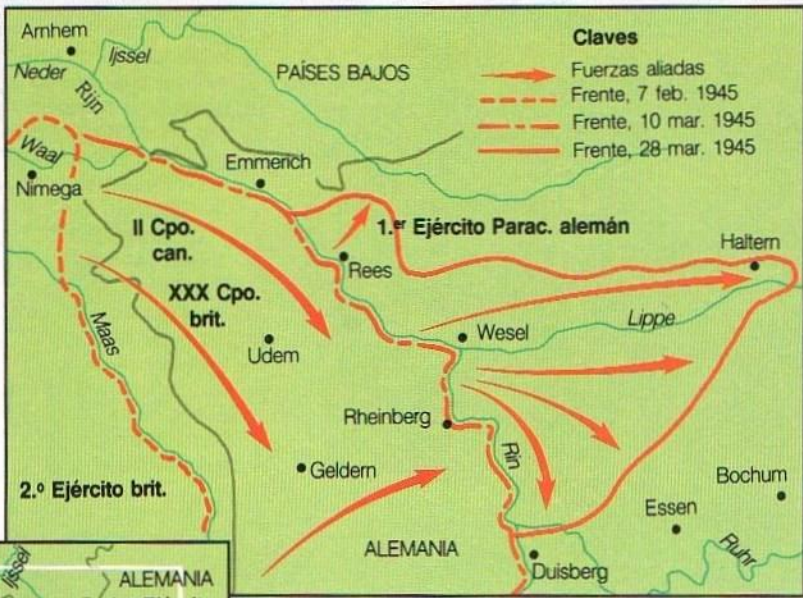 Claves
Fuerzas aliadas
Frente, 7 feb. 1945
Frente, 10 mar. 1945
Frente, 28 mar. 1945
Arnhem
Ijssel
Neder
Rijn
PAÍSES BAJOS
Waal
Nimega
Emmerich
II Cpo.
can.
1.er Ejército Parac. alemán
Haltern
Rees
XXX Cpo.
brit.
Maas
Udem
Wesel
Lippe
Rheinberg
Rin
Geldern
2.º Ejército brit.
Bochum
Essen
Ruhr
ALEMANIA
Duisberg
Ijssel
ALEMANIA